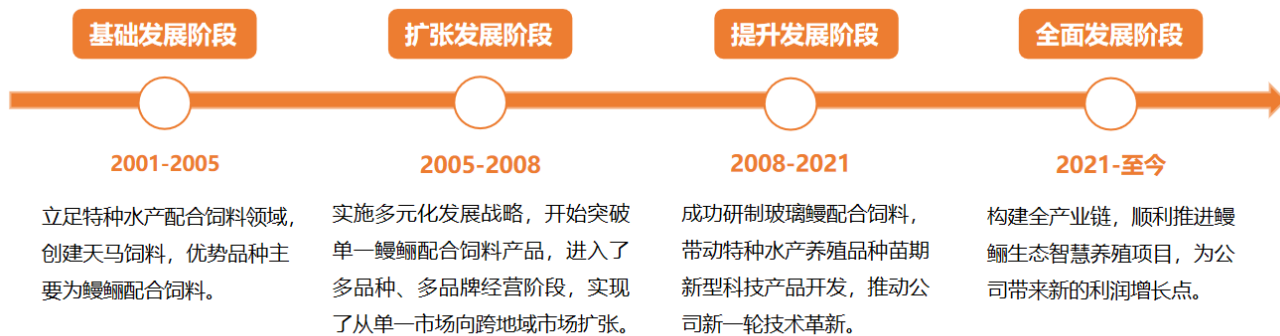 基础发展阶段
扩张发展阶段
提升发展阶段
全面发展阶段
2001-2005
2005-2008
2008-2021
2021-至今
立足特种水产配合饲料领域，
创建天马饲料，优势品种主
要为鳗鲡配合饲料。
实施多元化发展战略，开始突破
单一鳗鲡配合饲料产品，进入了
多品种、多品牌经营阶段，实现
了从单一市场向跨地域市场扩张。
成功研制玻璃鳗配合饲料，
带动特种水产养殖品种苗期
新型科技产品开发，推动公
司新一轮技术革新。
构建全产业链，顺利推进鳗
鲡生态智慧养殖项目，为公
司带来新的利润增长点。